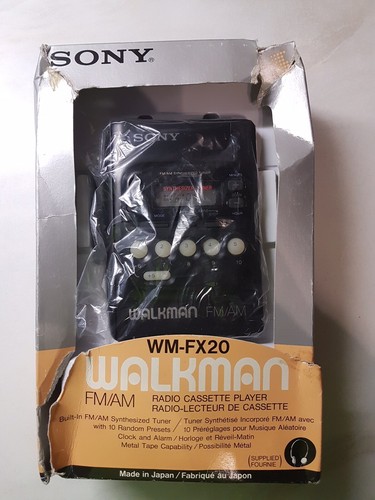 SONY®
SONY
WALKMAN FM/AM
WM-FX20
WALKMAN
FM/AM
RADIO CASSETTE PLAYER
RADIO-LECTEUR DE CASSETTE
Built-In FM/AM Synthesized Tuner / Tuner Synthétisé Incorporé FM/AM avec
with 10 Random Presets / 10 Préréglages pour Musique Aléatoire
Clock and Alarm / Horloge et Réveil-Matin
Metal Tape Capability / Possibilité Métal
(SUPPLIED
FOURNIE)
Made in Japan / Fabriqué au Japon